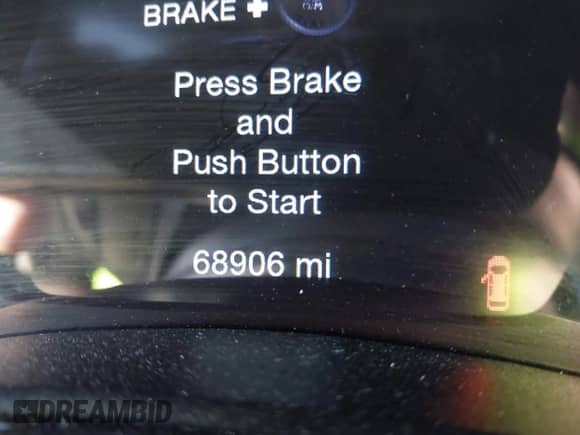 BRAKE +
Press Brake
and
Push Button
to Start
68906 mi
DREAMBID